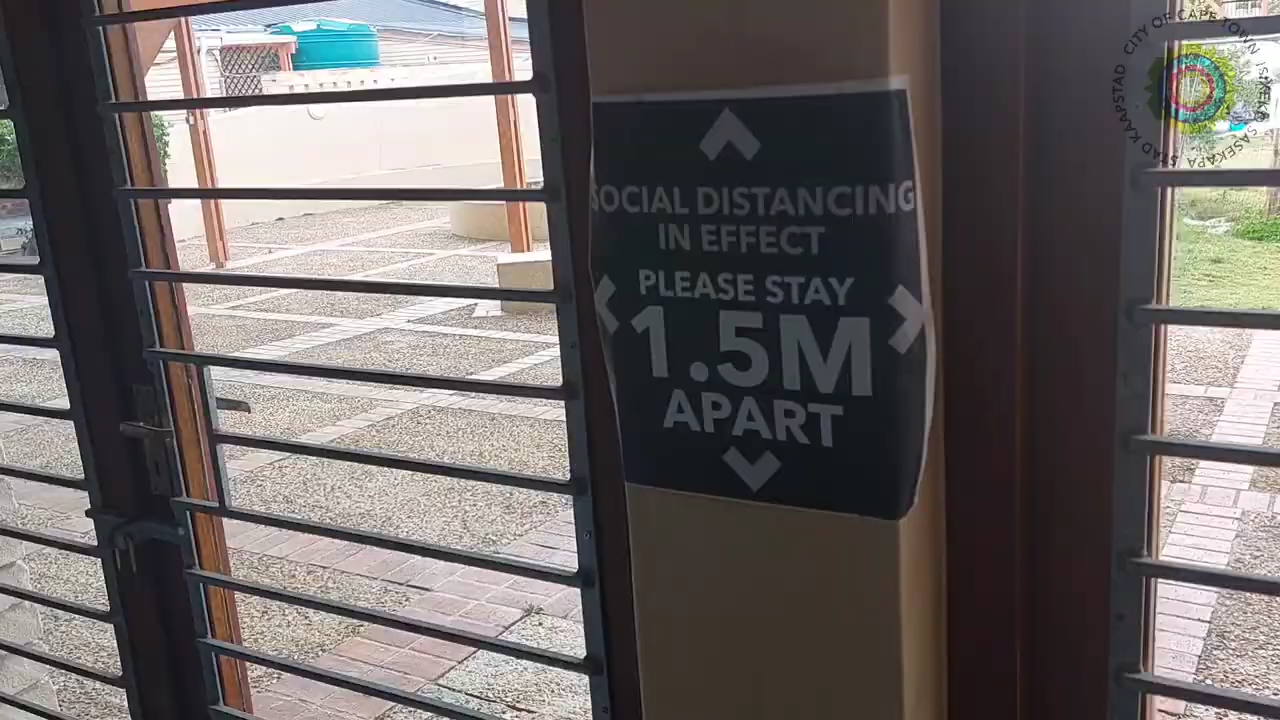 SOCIAL DISTANCING
IN EFFECT
PLEASE STAY
1.5M
APART
CITY OF CAPE TOWN
ISIXEKO SASEKAPA
STAD KAAPSTAD